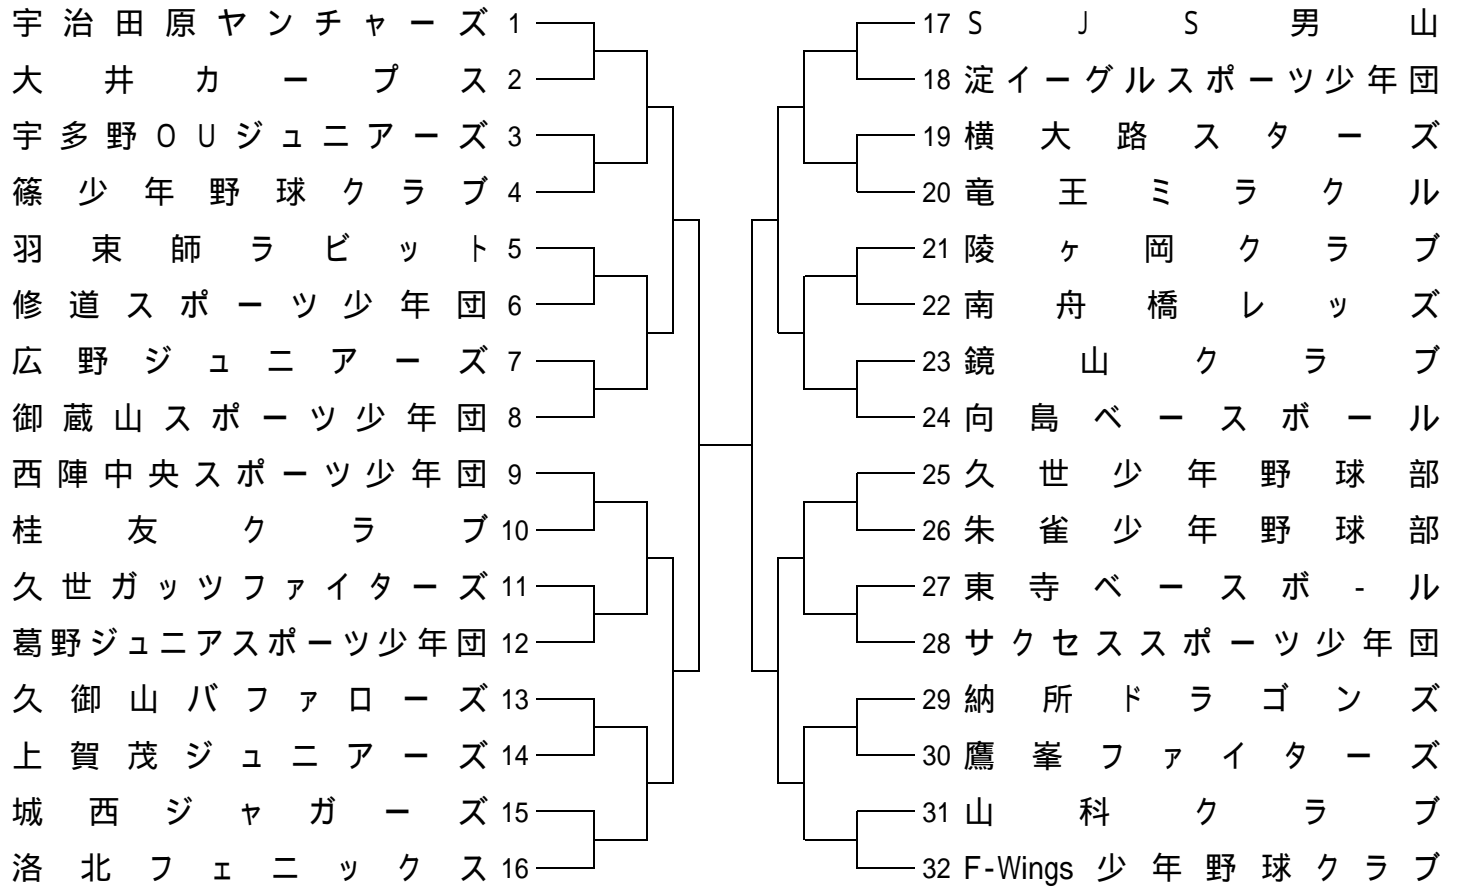 宇治田原ヤンチャーズ 1
大井カープス 2
宇多野OUジュニアーズ 3
篠少年野球クラブ 4
羽束師ラビット 5
修道スポーツ少年団 6
広野ジュニアーズ 7
御蔵山スポーツ少年団 8
西陣中央スポーツ少年団 9
桂友クラブ 10
久世ガッツファイターズ 11
葛野ジュニアスポーツ少年団 12
久御山バファローズ 13
上賀茂ジュニアーズ 14
城西ジャガーズ 15
洛北フェニックス 16
17 SJS男山
18 淀イーグルスポーツ少年団
19 横大路スターズ
20 竜王ミラクル
21 陵ヶ岡クラブ
22 南舟橋レッズ
23 鏡山クラブ
24 向島ベースボール
25 久世少年野球部
26 朱雀少年野球部
27 東寺ベースボ-ル
28 サクセススポーツ少年団
29 納所ドラゴンズ
30 鷹峯ファイターズ
31 山科クラブ
32 F-Wings少年野球クラブ